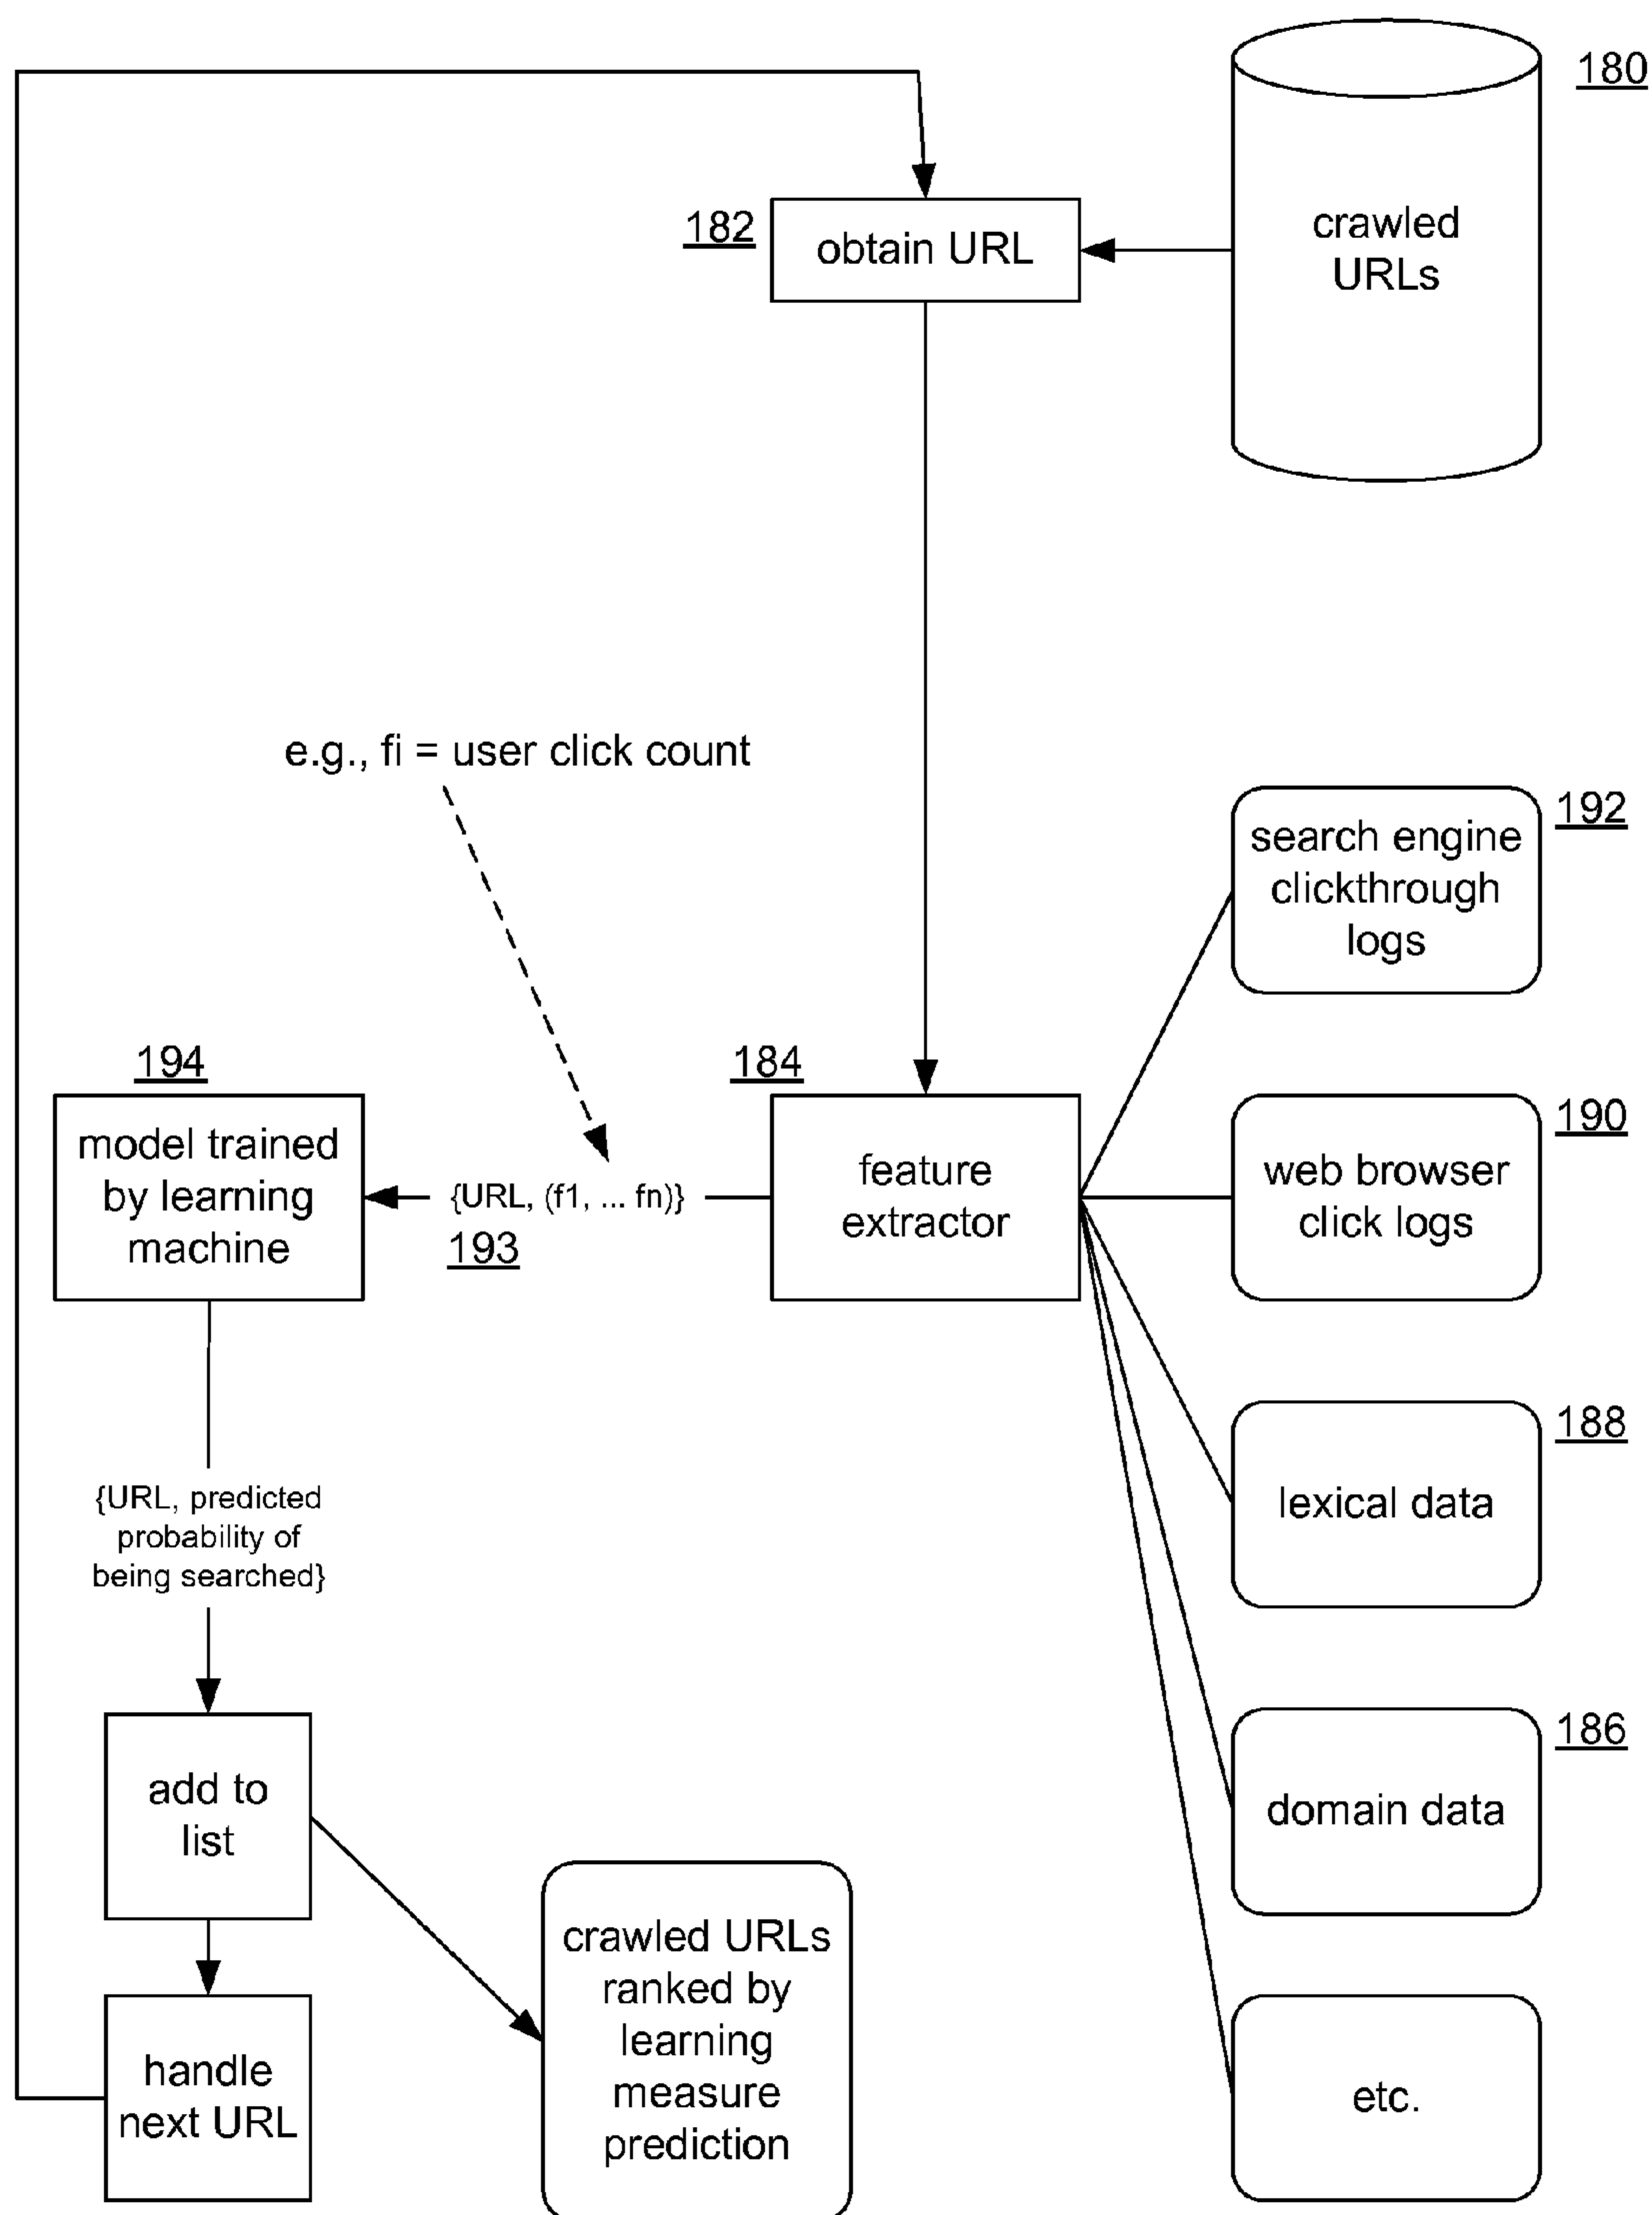 180
crawled
URLs
182
obtain URL
e.g., fi = user click count
192
search engine
clickthrough
logs
194
model trained
by learning
machine
{URL, (f1, ... fn)}
193
184
feature
extractor
190
web browser
click logs
188
lexical data
{URL, predicted
probability of
being searched}
186
domain data
add to
list
crawled URLs
ranked by
learning
measure
prediction
handle
next URL
etc.